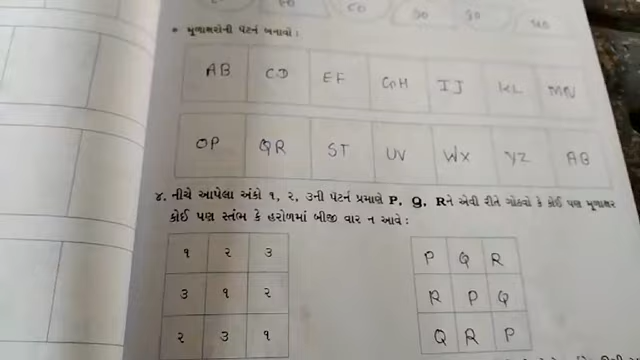 EO CO
• મૂળાક્ષરોની પેટર્ન બનાવો :
AB CD EF GH IJ KL MN
OP QR ST UV WX YZ AB
૪. નીચે આપેલા અંકો ૧, ૨, ૩ની પેટર્ન પ્રમાણે P, Q, Rને એવી રીતે ગોઠવો કે કોઈ પણ મૂળાક્ષર
કોઈ પણ સ્તંભ કે હરોળમાં બીજી વાર ન આવે :
૧ ૨ ૩ P Q R
૩ ૧ ૨ R P Q
૨ ૩ ૧ Q R P